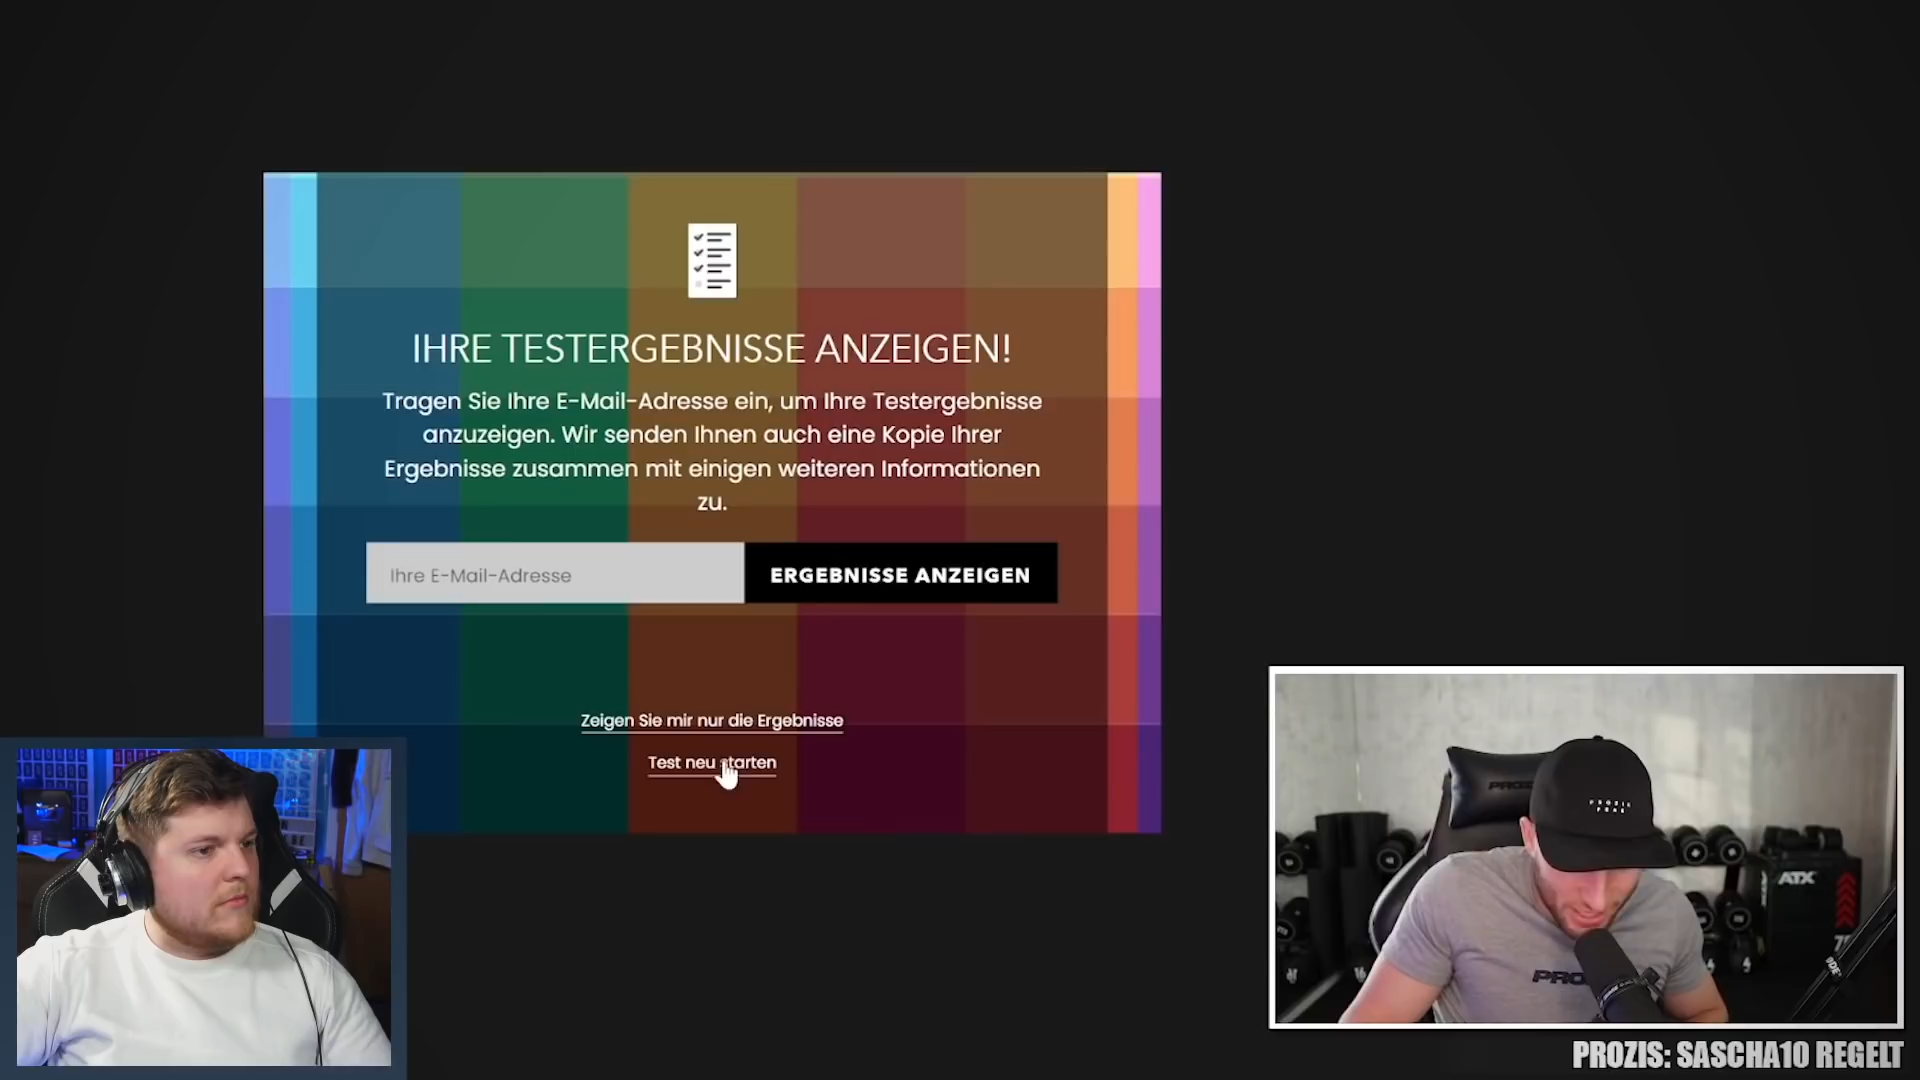 IHRE TESTERGEBNISSE ANZEIGEN!
Tragen Sie Ihre E-Mail-Adresse ein, um Ihre Testergebnisse
anzuzeigen. Wir senden Ihnen auch eine Kopie Ihrer
Ergebnisse zusammen mit einigen weiteren Informationen
zu.
Ihre E-Mail-Adresse
ERGEBNISSE ANZEIGEN
Zeigen Sie mir nur die Ergebnisse
Test neu starten
ATX
PROZIS: SASCHA10 REGELT